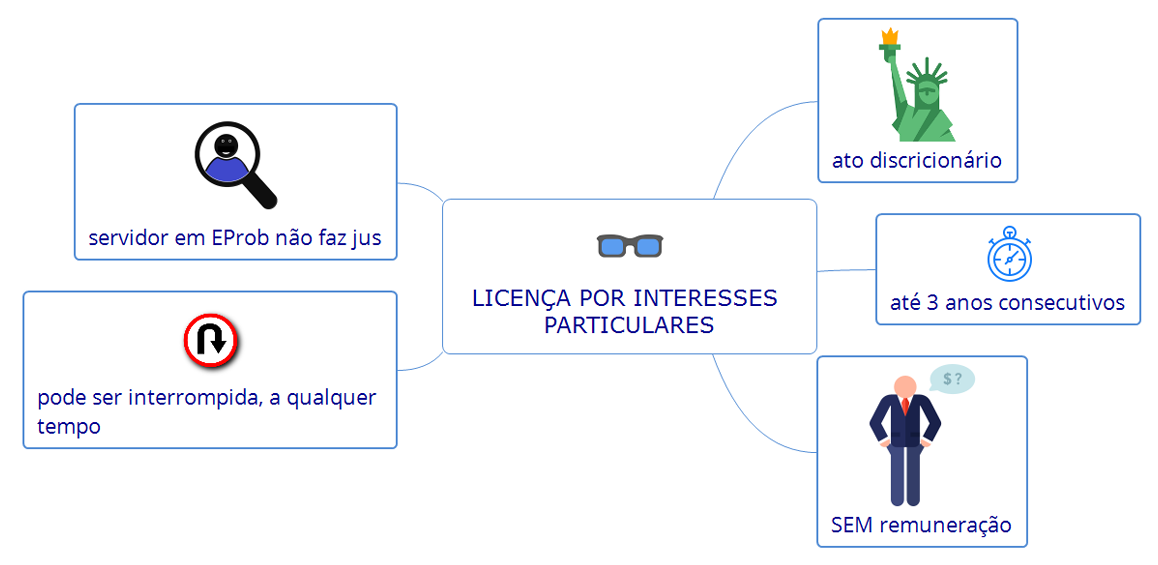 LICENÇA POR INTERESSES
PARTICULARES
ato discricionário
até 3 anos consecutivos
$ ?
SEM remuneração
servidor em EProb não faz jus
pode ser interrompida, a qualquer
tempo